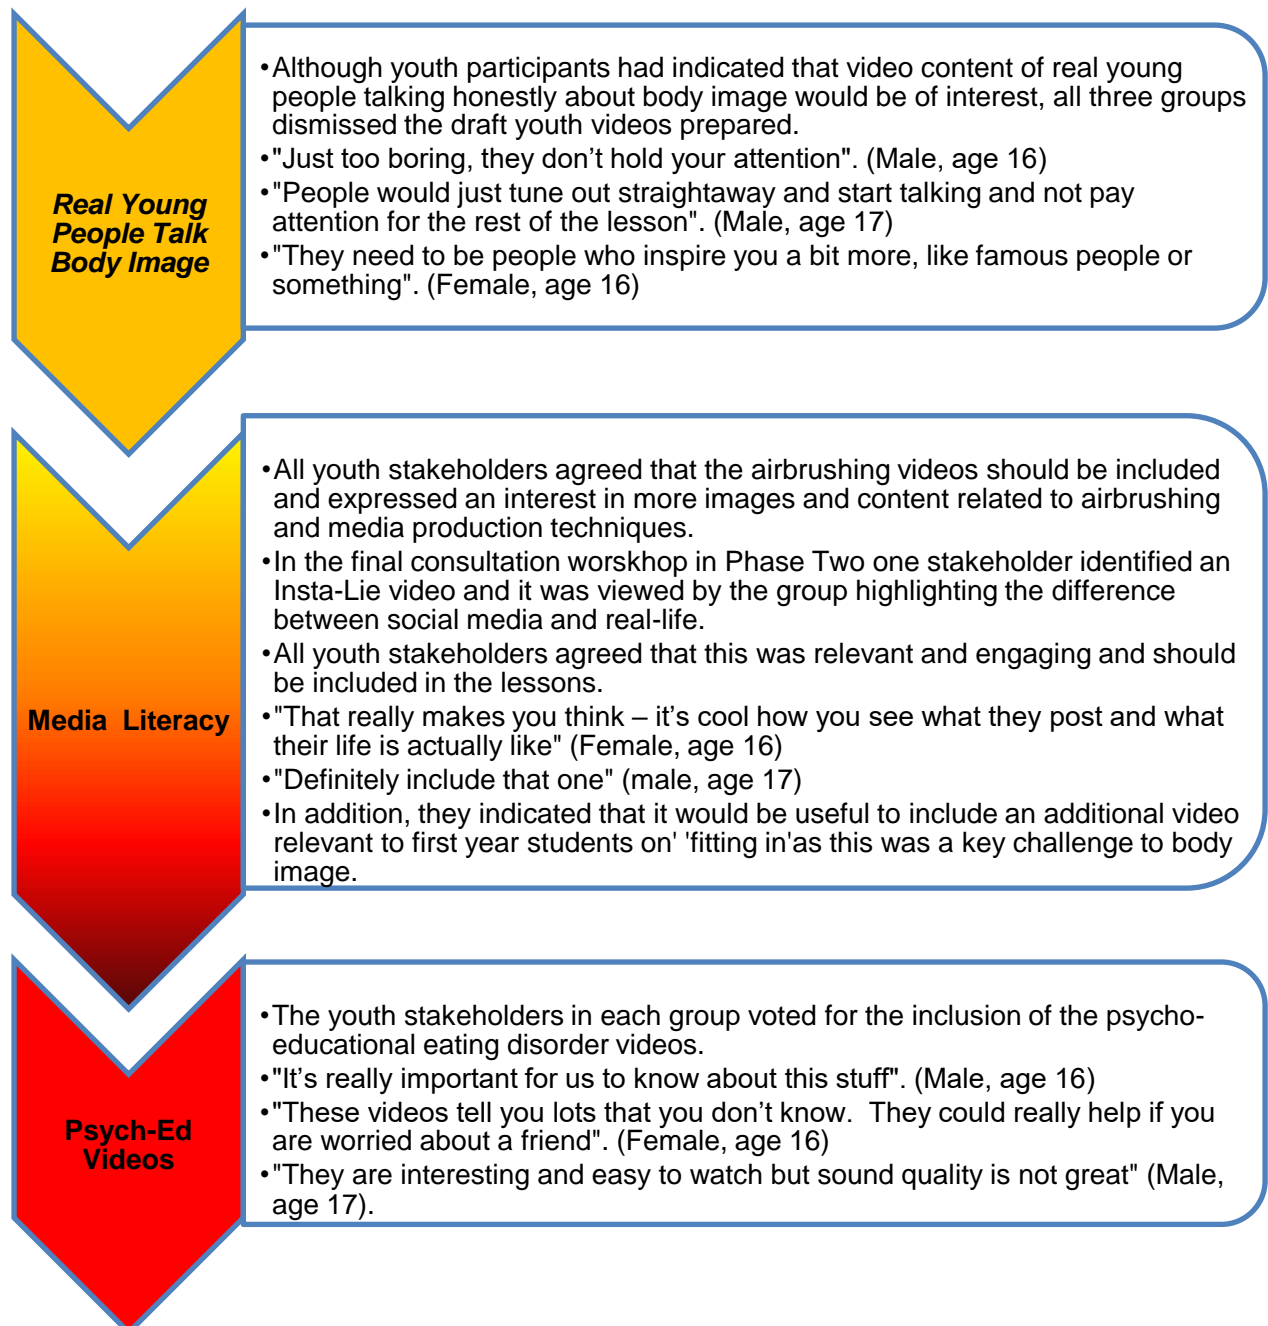 Real Young
People Talk
Body Image
•Although youth participants had indicated that video content of real young
people talking honestly about body image would be of interest, all three groups
dismissed the draft youth videos prepared.
•"Just too boring, they don’t hold your attention". (Male, age 16)
•"People would just tune out straightaway and start talking and not pay
attention for the rest of the lesson". (Male, age 17)
•"They need to be people who inspire you a bit more, like famous people or
something". (Female, age 16)
Media  Literacy
•All youth stakeholders agreed that the airbrushing videos should be included
and expressed an interest in more images and content related to airbrushing
and media production techniques.
•In the final consultation worskhop in Phase Two one stakeholder identified an
Insta-Lie video and it was viewed by the group highlighting the difference
between social media and real-life.
•All youth stakeholders agreed that this was relevant and engaging and should
be included in the lessons.
•"That really makes you think – it’s cool how you see what they post and what
their life is actually like" (Female, age 16)
•"Definitely include that one" (male, age 17)
•In addition, they indicated that it would be useful to include an additional video
relevant to first year students on' 'fitting in'as this was a key challenge to body
image.
Psych-Ed
Videos
•The youth stakeholders in each group voted for the inclusion of the psycho-
educational eating disorder videos.
•"It’s really important for us to know about this stuff". (Male, age 16)
•"These videos tell you lots that you don’t know.  They could really help if you
are worried about a friend". (Female, age 16)
•"They are interesting and easy to watch but sound quality is not great" (Male,
age 17).